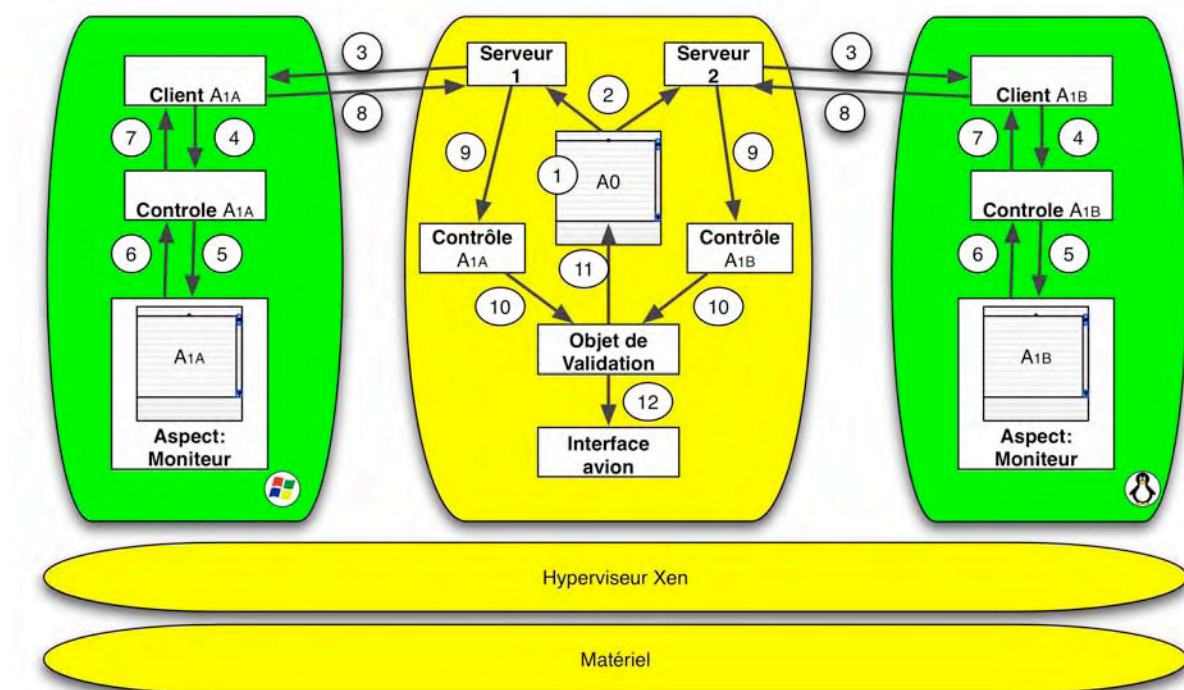 3
Client A1A
8
7
4
Controle A1A
6
5
A1A
Aspect:
Moniteur
Serveur
1
Serveur
2
2
9
1
A0
9
Contrôle
A1A
11
Contrôle
A1B
10
10
Objet de
Validation
12
Interface
avion
3
Client A1B
8
7
4
Controle A1B
6
5
A1B
Aspect:
Moniteur
Hyperviseur Xen
Matériel